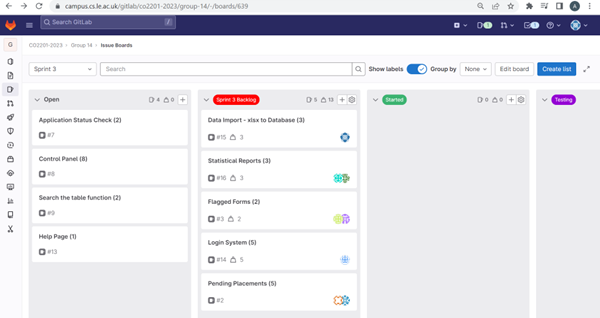 campus.cs.le.ac.uk/gitlab/co2201-2023/group-14/-/boards/639
A
Search GitLab
/
1
1
5
G
CO2201-2023 > Group 14 > Issue Boards
Sprint 3
Search
Show labels
Group by
None
Edit board
Create list
Open
4 0
Application Status Check (2)
#7
Control Panel (8)
#8
Search the table function (2)
#9
Help Page (1)
#13
Sprint 3 Backlog
5 13
Data Import - xlsx to Database (3)
#15 3
Statistical Reports (3)
#16 3
Flagged Forms (2)
#3 2
Login System (5)
#14 5
Pending Placements (5)
#2
Started
0 0
Testing